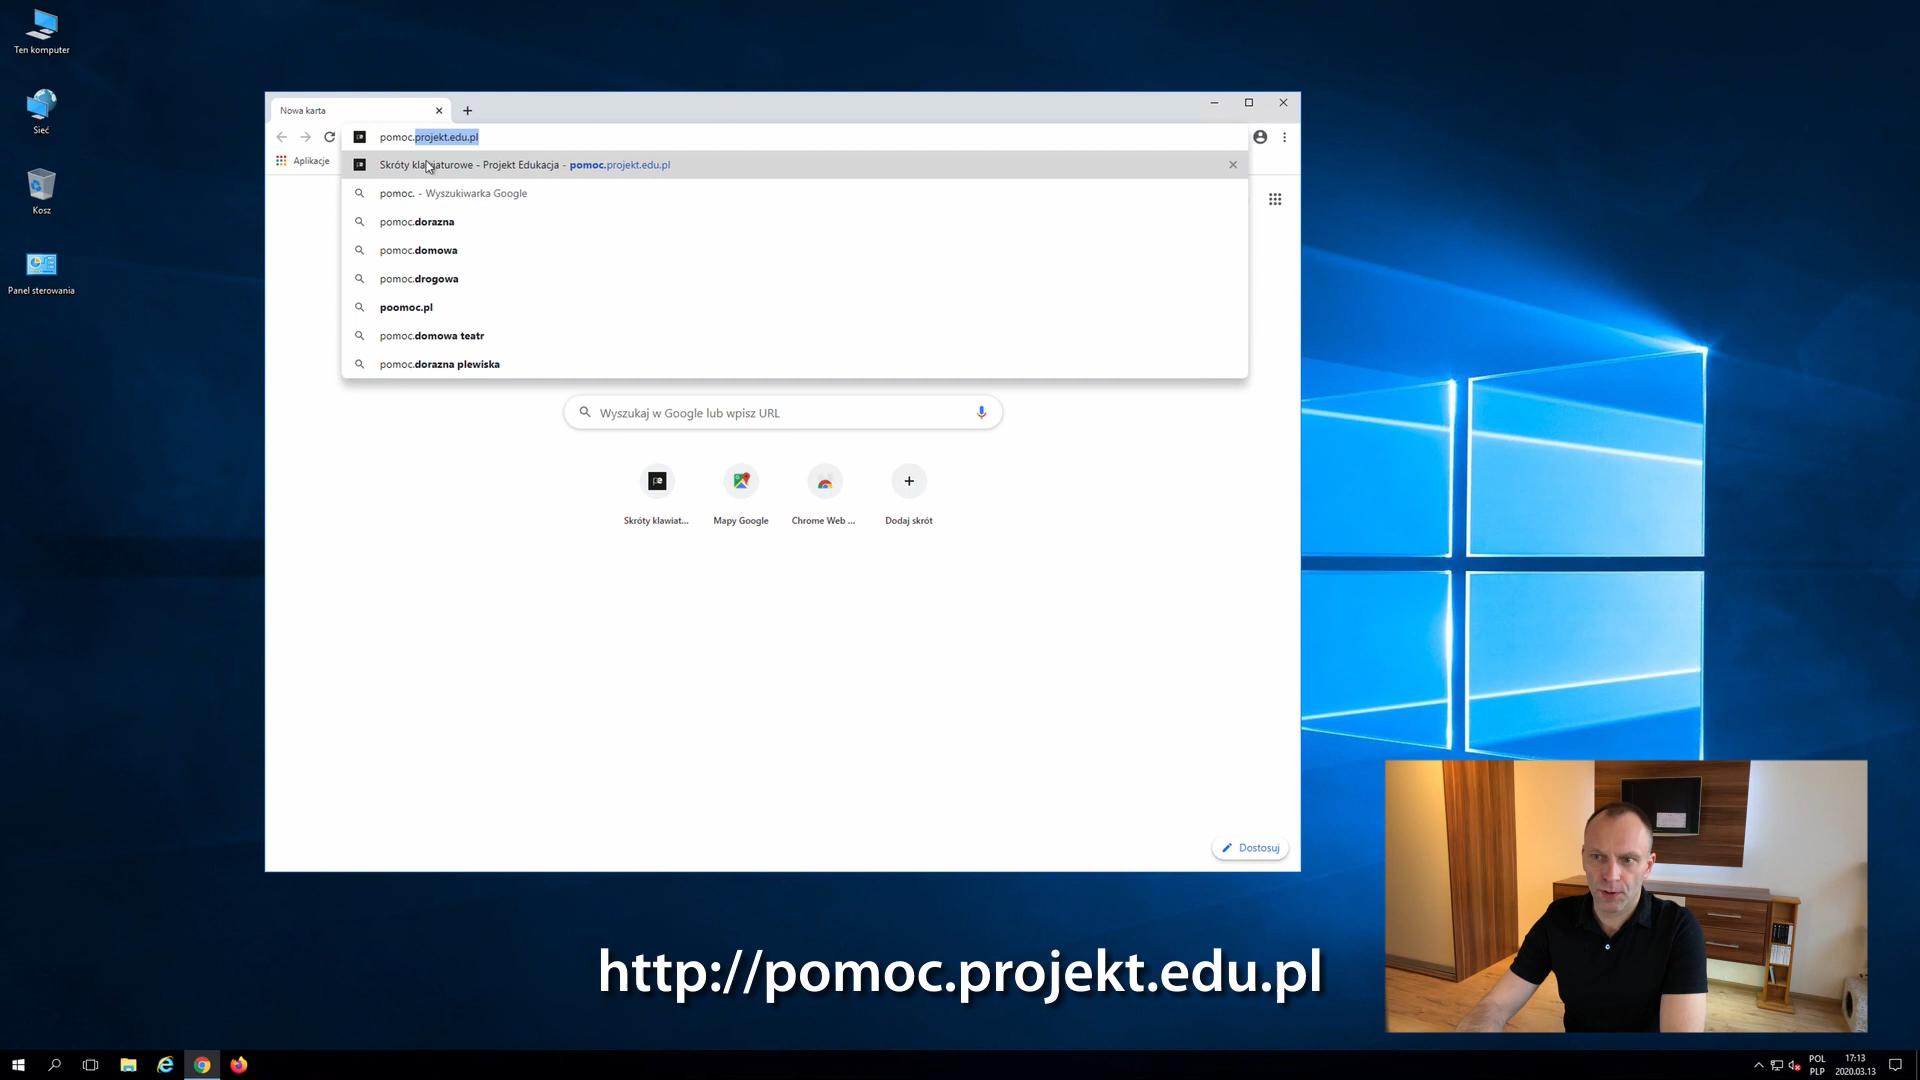 Ten komputer
Sieć
Kosz
Panel sterowania
Nowa karta
pomoc.projekt.edu.pl
Aplikacje
Skróty klawiaturowe - Projekt Edukacja - pomoc.projekt.edu.pl
pomoc. - Wyszukiwarka Google
pomoc.dorazna
pomoc.domowa
pomoc.drogowa
poomoc.pl
pomoc.domowa teatr
pomoc.dorazna plewiska
Wyszukaj w Google lub wpisz URL
Skróty klawiat...
Mapy Google
Chrome Web ...
Dodaj skrót
Dostosuj
http://pomoc.projekt.edu.pl
POL
PLP
17:13
2020.03.13